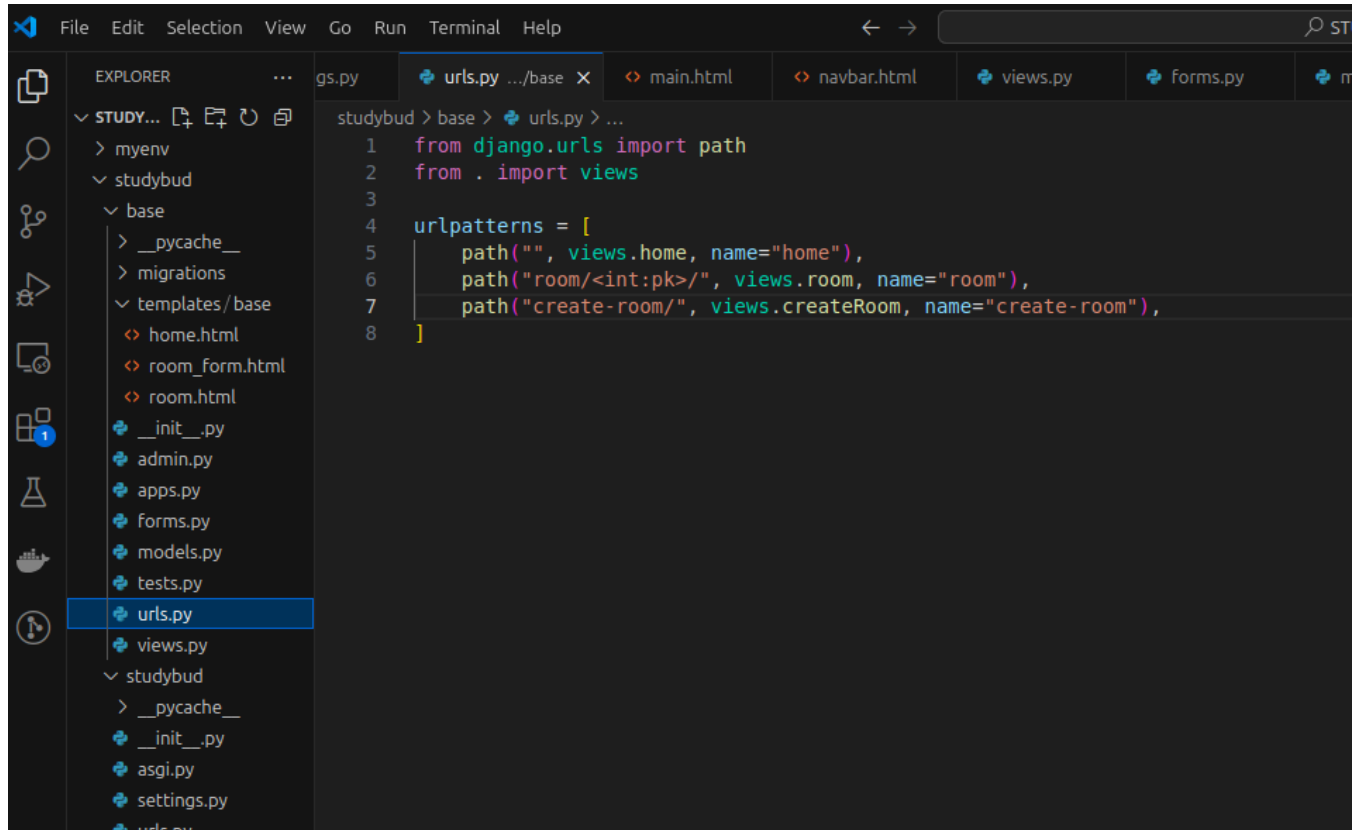 File Edit Selection View Go Run Terminal Help
EXPLORER ...
gs.py urls.py .../base main.html navbar.html views.py forms.py
STUDY...
myenv
studybud
base
__pycache__
migrations
templates/base
home.html
room_form.html
room.html
__init__.py
admin.py
apps.py
forms.py
models.py
tests.py
urls.py
views.py
studybud
__pycache__
__init__.py
asgi.py
settings.py
urls.py
1
studybud > base > urls.py > ...
1 from django.urls import path
2 from . import views
3
4 urlpatterns = [
5 path("", views.home, name="home"),
6 path("room/<int:pk>/", views.room, name="room"),
7 path("create-room/", views.createRoom, name="create-room"),
8 ]